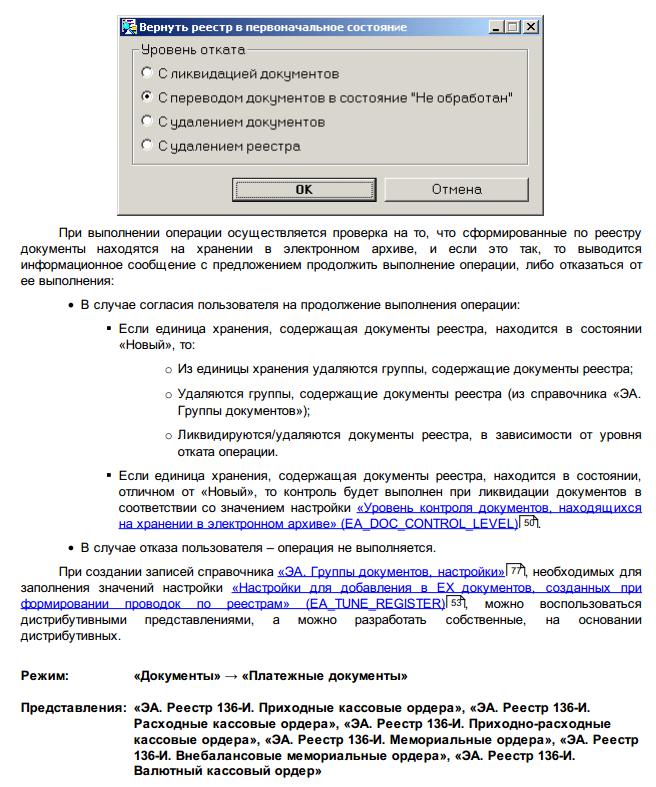 Вернуть реестр в первоначальное состояние
Уровень отката
С ликвидацией документов
С переводом документов в состояние "Не обработан"
С удалением документов
С удалением реестра
ОК
Отмена
При выполнении операции осуществляется проверка на то, что сформированные по реестру
документы находятся на хранении в электронном архиве, и если это так, то выводится
информационное сообщение с предложением продолжить выполнение операции, либо отказаться от
ее выполнения:
• В случае согласия пользователя на продолжение выполнения операции:
▪ Если единица хранения, содержащая документы реестра, находится в состоянии
«Новый», то:
o Из единицы хранения удаляются группы, содержащие документы реестра;
o Удаляются группы, содержащие документы реестра (из справочника «ЭА.
Группы документов»);
o Ликвидируются/удаляются документы реестра, в зависимости от уровня
отката операции.
▪ Если единица хранения, содержащая документы реестра, находится в состоянии,
отличном от «Новый», то контроль будет выполнен при ликвидации документов в
соответствии со значением настройки «Уровень контроля документов, находящихся
на хранении в электронном архиве» (EA_DOC_CONTROL_LEVEL) 50.
• В случае отказа пользователя – операция не выполняется.
При создании записей справочника «ЭА. Группы документов, настройки» 77, необходимых для
заполнения значений настройки «Настройки для добавления в ЕХ документов, созданных при
формировании проводок по реестрам» (EA_TUNE_REGISTER) 53, можно воспользоваться
дистрибутивными представлениями, а можно разработать собственные, на основании
дистрибутивных.
Режим: «Документы» → «Платежные документы»
Представления: «ЭА. Реестр 136-И. Приходные кассовые ордера», «ЭА. Реестр 136-И.
Расходные кассовые ордера», «ЭА. Реестр 136-И. Приходно-расходные
кассовые ордера», «ЭА. Реестр 136-И. Мемориальные ордера», «ЭА. Реестр
136-И. Внебалансовые мемориальные ордера», «ЭА. Реестр 136-И.
Валютный кассовый ордер»